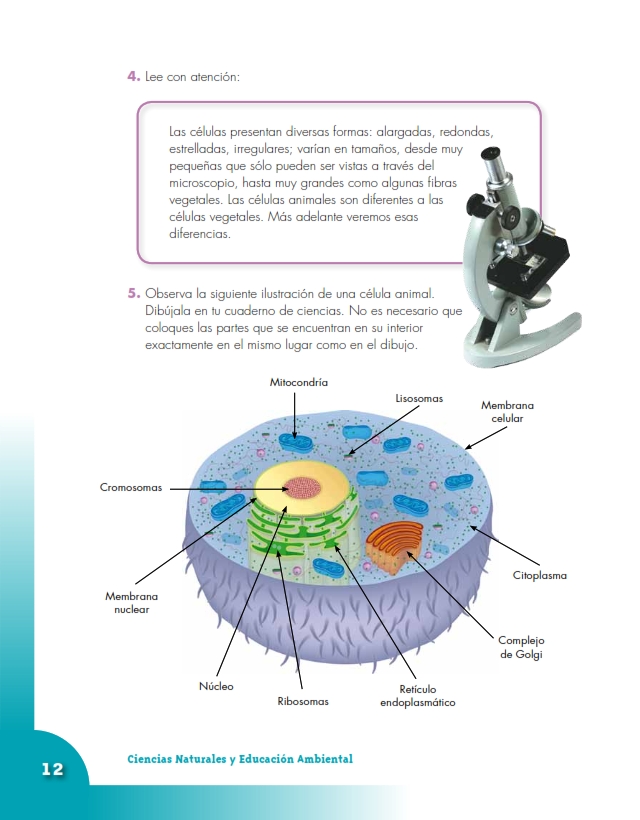 4. Lee con atención:
Las células presentan diversas formas: alargadas, redondas,
estrelladas, irregulares; varían en tamaños, desde muy
pequeñas que sólo pueden ser vistas a través del
microscopio, hasta muy grandes como algunas fibras
vegetales. Las células animales son diferentes a las
células vegetales. Más adelante veremos esas
diferencias.
5. Observa la siguiente ilustración de una célula animal.
Dibújala en tu cuaderno de ciencias. No es necesario que
coloques las partes que se encuentran en su interior
exactamente en el mismo lugar como en el dibujo.
Mitocondría
Lisosomas
Membrana
celular
Cromosomas
Citoplasma
Membrana
nuclear
Complejo
de Golgi
Núcleo
Ribosomas
Retículo
endoplasmático
12
Ciencias Naturales y Educación Ambiental